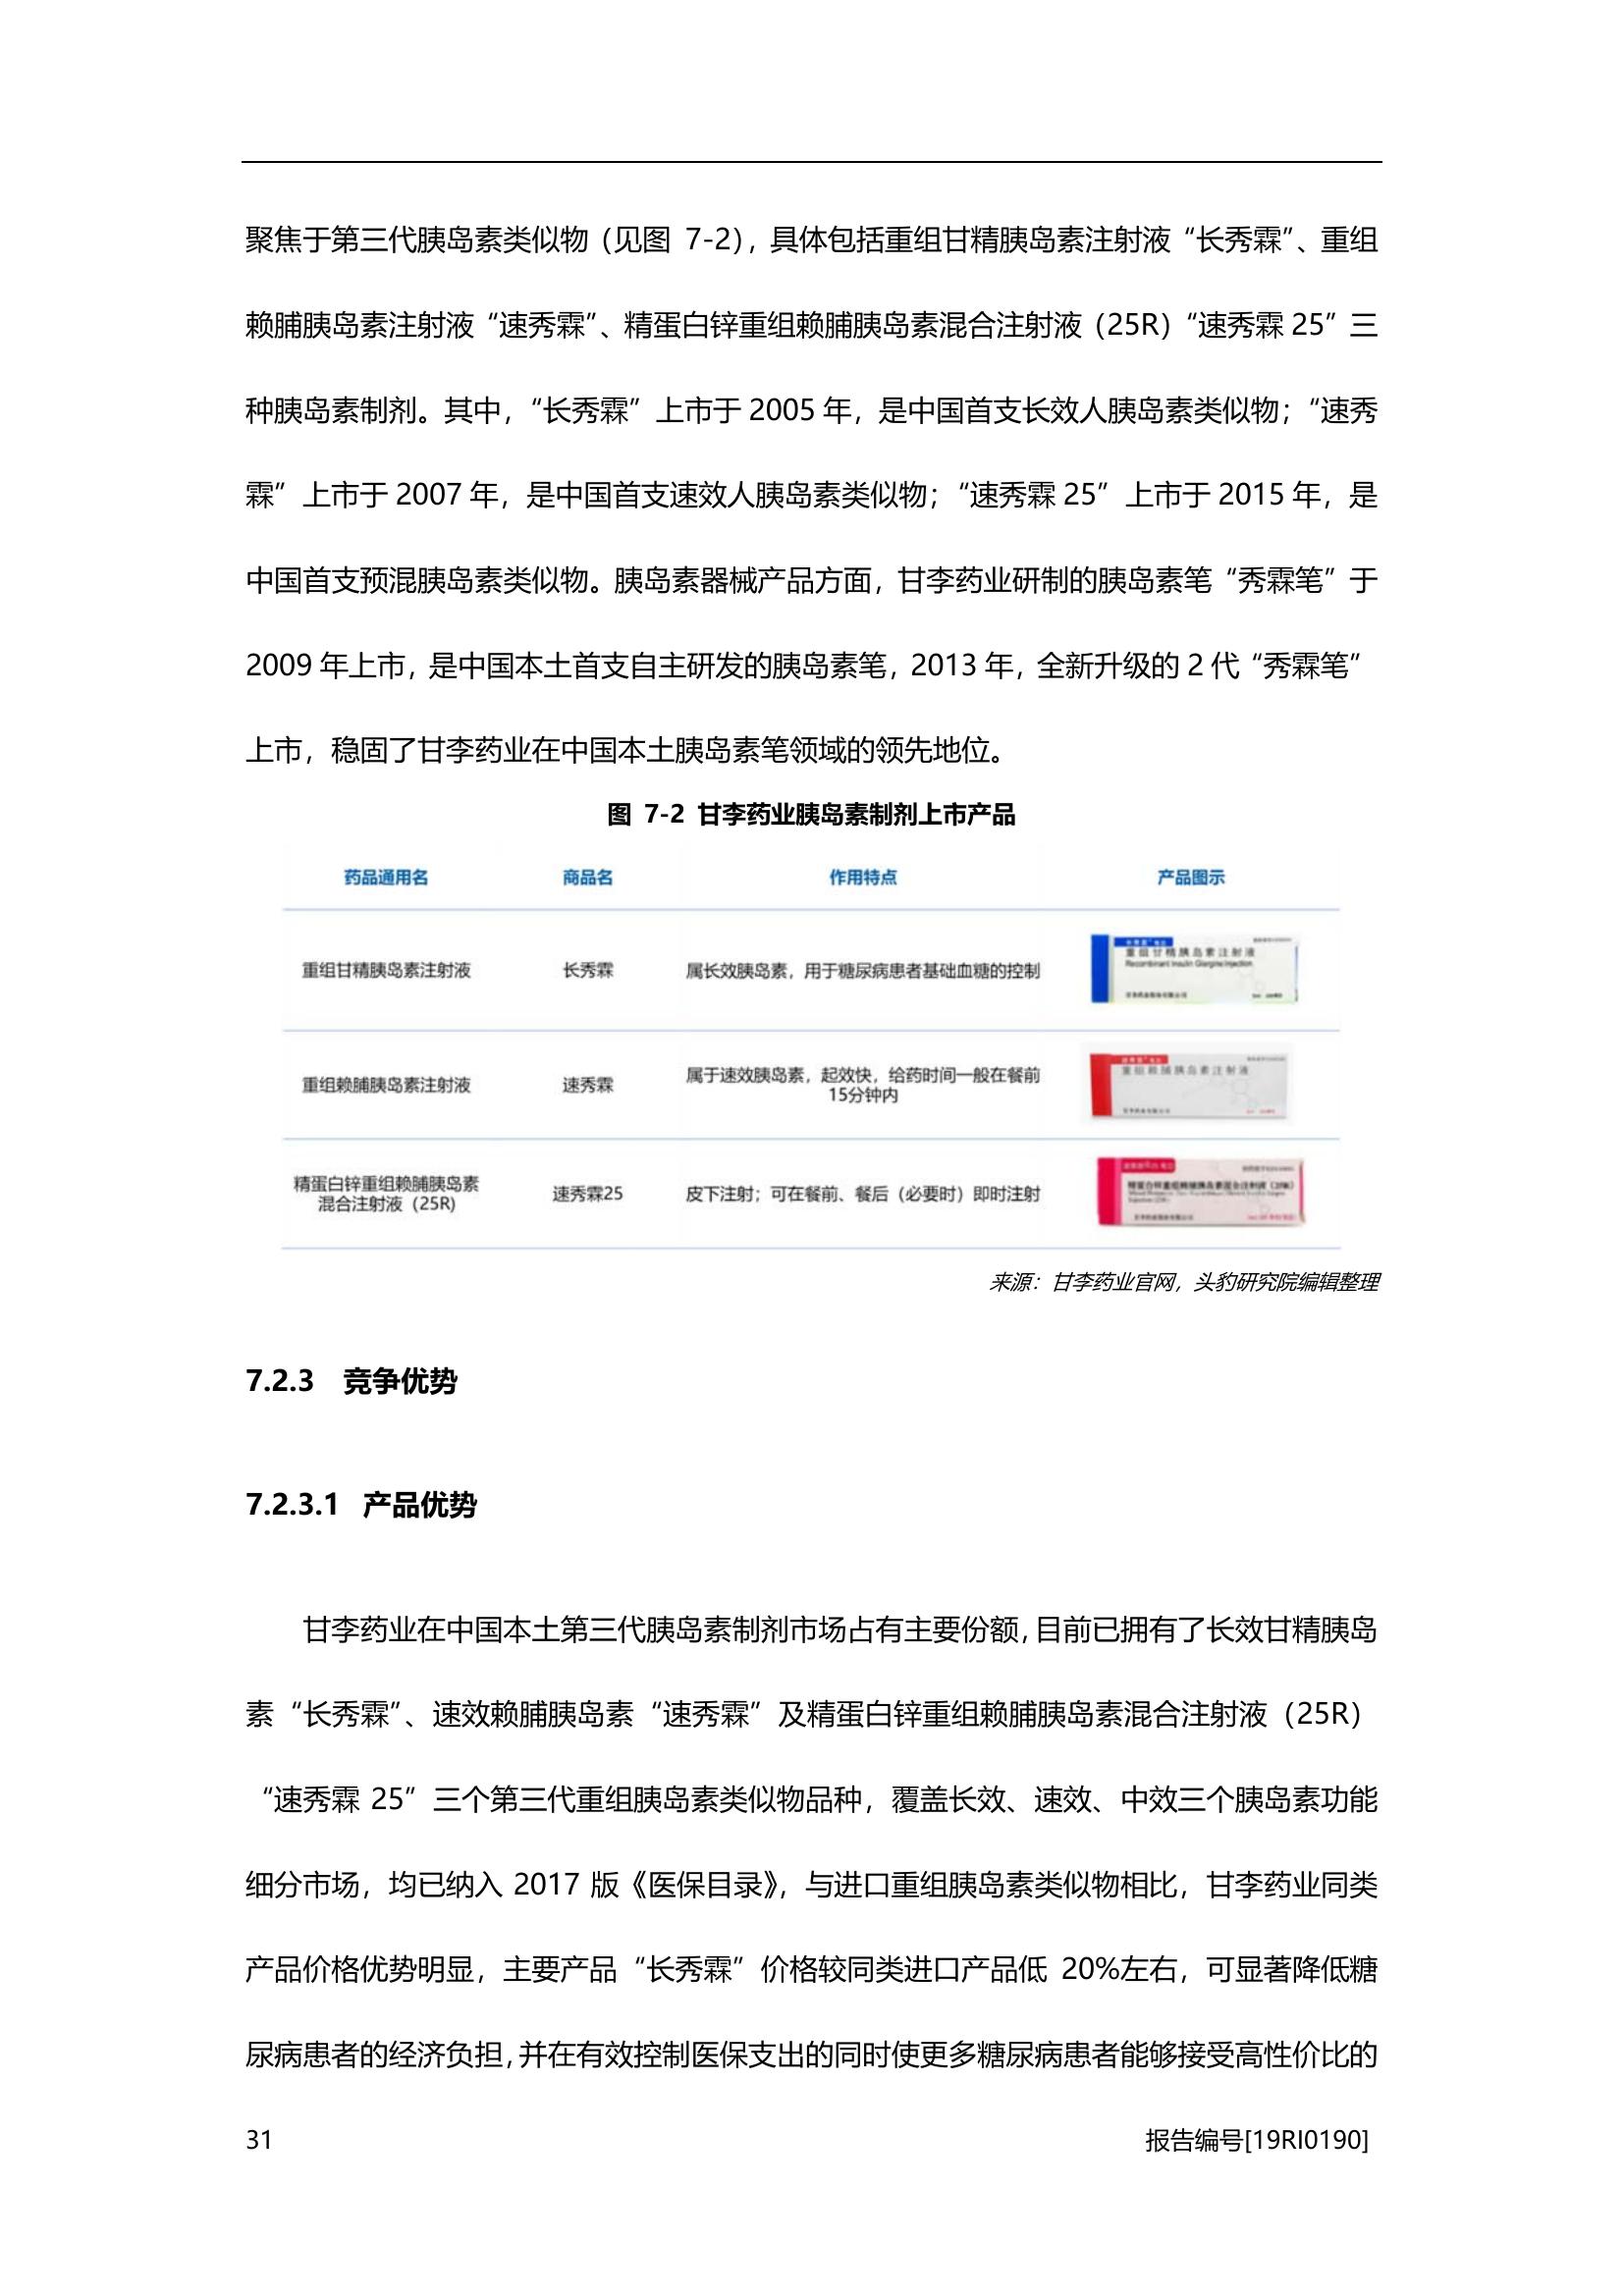 聚焦于第三代胰岛素类似物（见图 7-2），具体包括重组甘精胰岛素注射液“长秀霖”、重组
赖脯胰岛素注射液“速秀霖”、精蛋白锌重组赖脯胰岛素混合注射液（25R）“速秀霖 25”三
种胰岛素制剂。其中，“长秀霖”上市于 2005 年，是中国首支长效人胰岛素类似物；“速秀
霖”上市于 2007 年，是中国首支速效人胰岛素类似物；“速秀霖 25”上市于 2015 年，是
中国首支预混胰岛素类似物。胰岛素器械产品方面，甘李药业研制的胰岛素笔“秀霖笔”于
2009 年上市，是中国本土首支自主研发的胰岛素笔，2013 年，全新升级的 2 代“秀霖笔”
上市，稳固了甘李药业在中国本土胰岛素笔领域的领先地位。
图 7-2 甘李药业胰岛素制剂上市产品
药品通用名 商品名 作用特点 产品图示
重组甘精胰岛素注射液 长秀霖 属长效胰岛素，用于糖尿病患者基础血糖的控制
重组甘精胰岛素注射液
Recombinant Insulin Glargine Injection
重组赖脯胰岛素注射液 速秀霖 属于速效胰岛素，起效快，给药时间一般在餐前
15分钟内
重组赖脯胰岛素注射液
精蛋白锌重组赖脯胰岛素
混合注射液（25R) 速秀霖25 皮下注射；可在餐前、餐后（必要时）即时注射
精蛋白锌重组赖脯胰岛素混合注射液（25R）
来源：甘李药业官网，头豹研究院编辑整理
7.2.3 竞争优势
7.2.3.1 产品优势
甘李药业在中国本土第三代胰岛素制剂市场占有主要份额，目前已拥有了长效甘精胰岛
素“长秀霖”、速效赖脯胰岛素“速秀霖”及精蛋白锌重组赖脯胰岛素混合注射液（25R）
“速秀霖 25”三个第三代重组胰岛素类似物品种，覆盖长效、速效、中效三个胰岛素功能
细分市场，均已纳入 2017 版《医保目录》，与进口重组胰岛素类似物相比，甘李药业同类
产品价格优势明显，主要产品“长秀霖”价格较同类进口产品低 20%左右，可显著降低糖
尿病患者的经济负担，并在有效控制医保支出的同时使更多糖尿病患者能够接受高性价比的
31 报告编号[19RI0190]